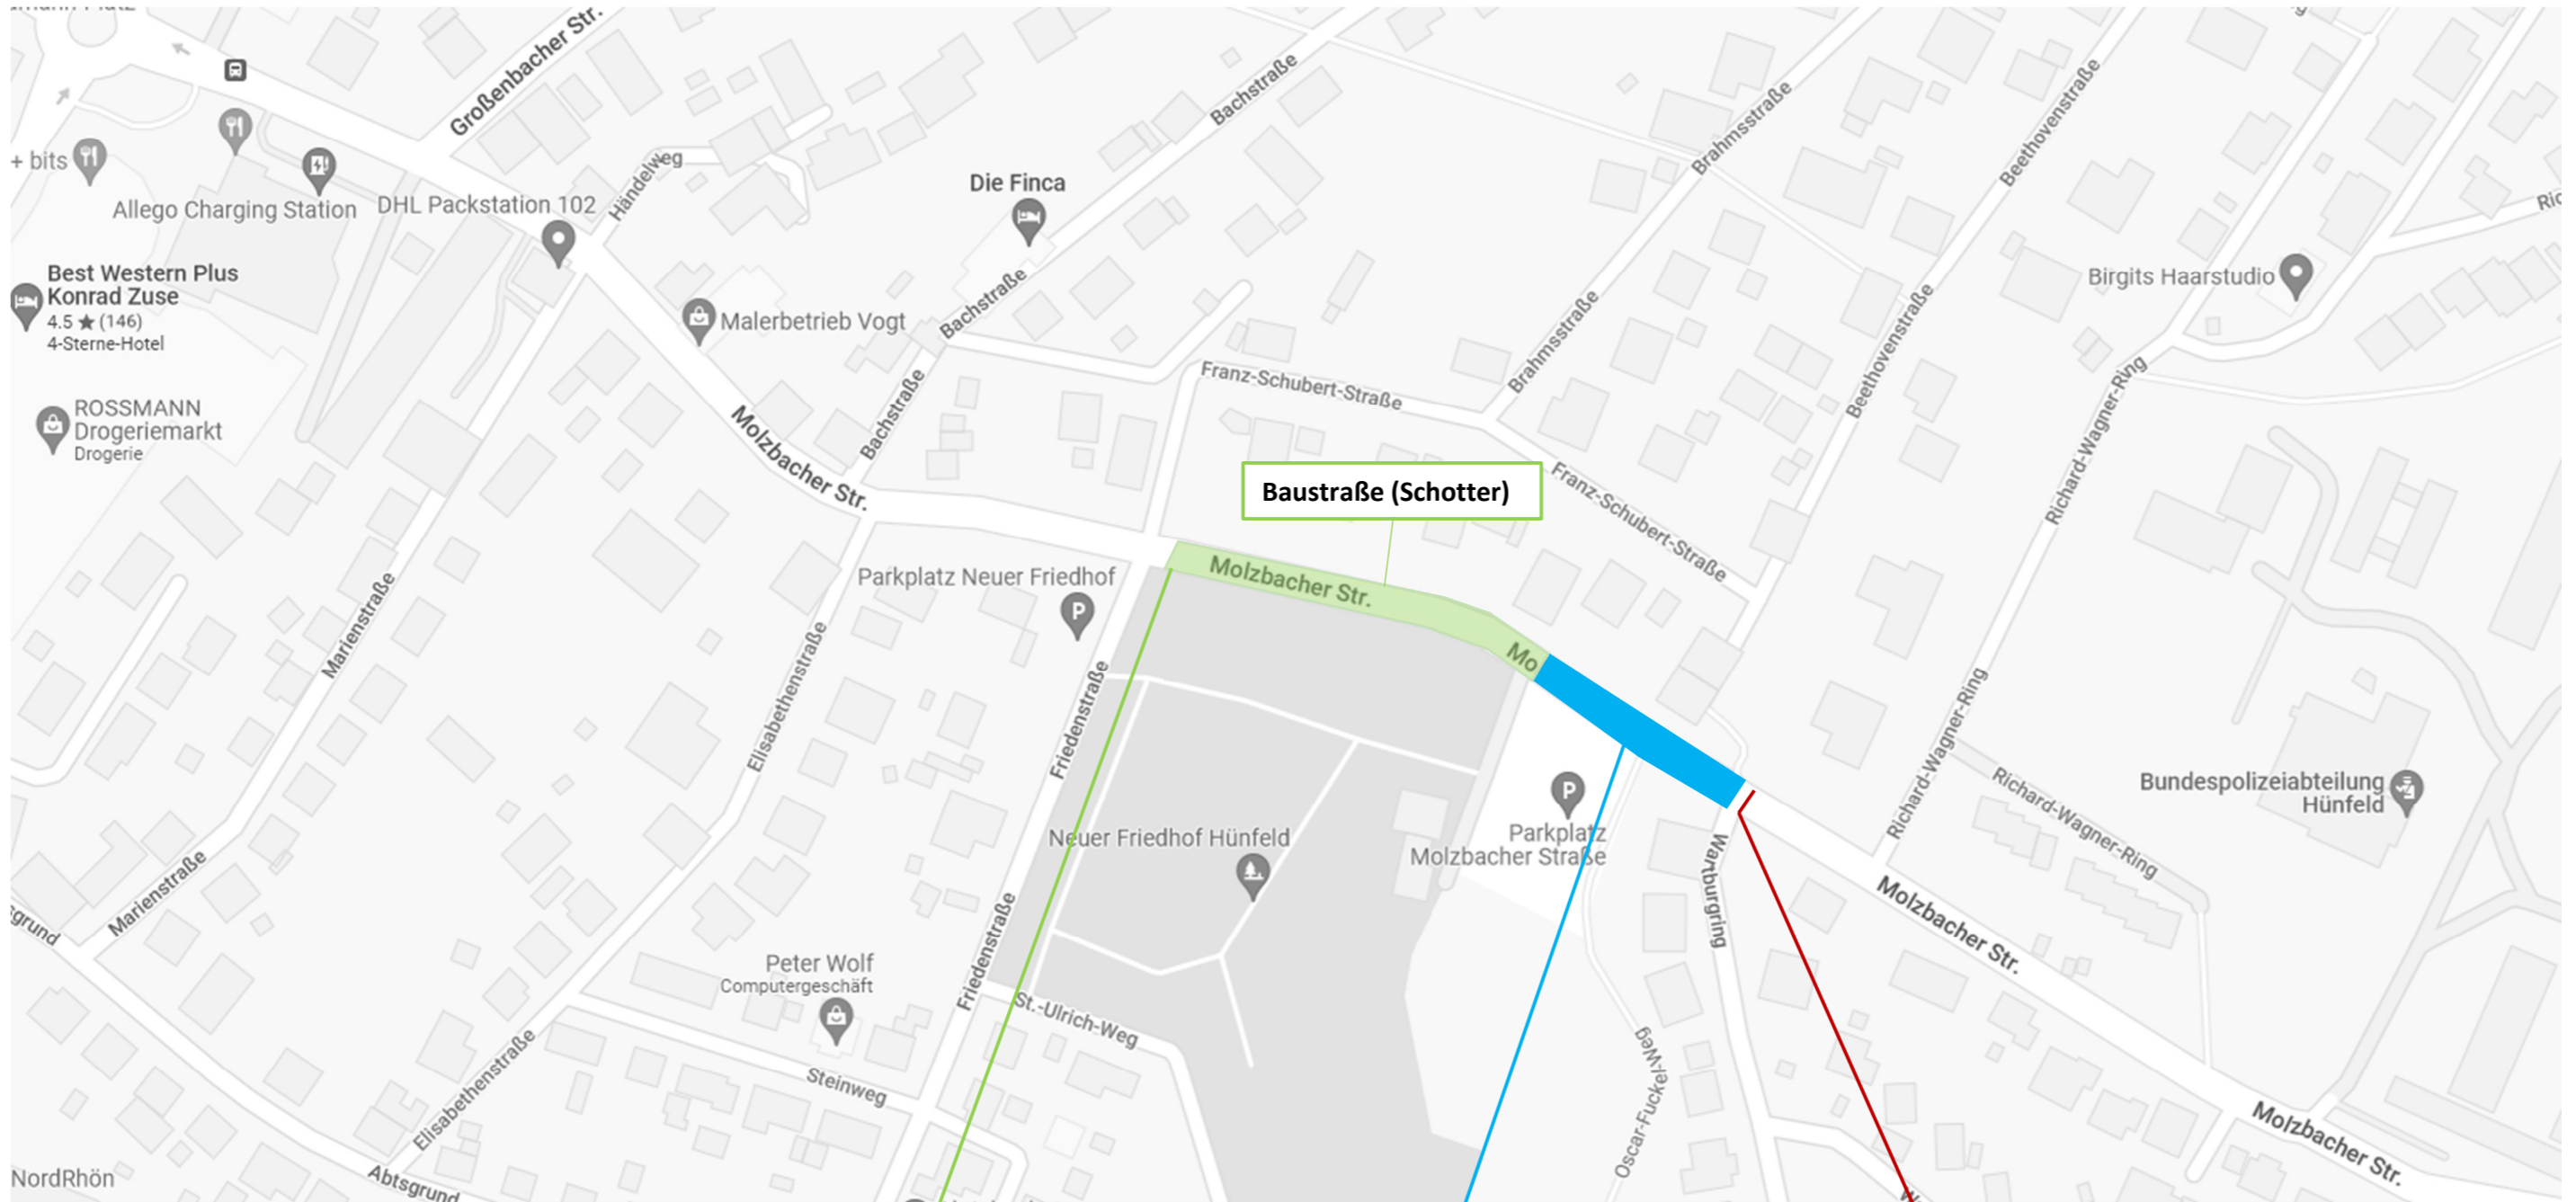 Großenbacher Str.
+ bits
Allego Charging Station
DHL Packstation 102
Händelweg
Die Finca
Bachstraße
Bachstraße
Bachstraße
Brahmsstraße
Brahmsstraße
Beethovenstraße
Beethovenstraße
Ric
Birgits Haarstudio
Best Western Plus
Konrad Zuse
4.5 ★ (146)
4-Sterne-Hotel
Malerbetrieb Vogt
ROSSMANN
Drogeriemarkt
Drogerie
Molzbacher Str.
Franz-Schubert-Straße
Franz-Schubert-Straße
Richard-Wagner-Ring
Richard-Wagner-Ring
Richard-Wagner-Ring
Baustraße (Schotter)
Molzbacher Str.
Mo
Parkplatz Neuer Friedhof
P
Marienstraße
Marienstraße
Elisabethenstraße
Elisabethenstraße
Friedenstraße
Friedenstraße
Neuer Friedhof Hünfeld
P
Parkplatz
Molzbacher Straße
Bundespolizeiabteilung
Hünfeld
Wartburgring
Molzbacher Str.
Molzbacher Str.
Peter Wolf
Computergeschäft
St.-Ulrich-Weg
Steinweg
Oscar-Fuckel-Weg
sgrund
Abtsgrund
NordRhön